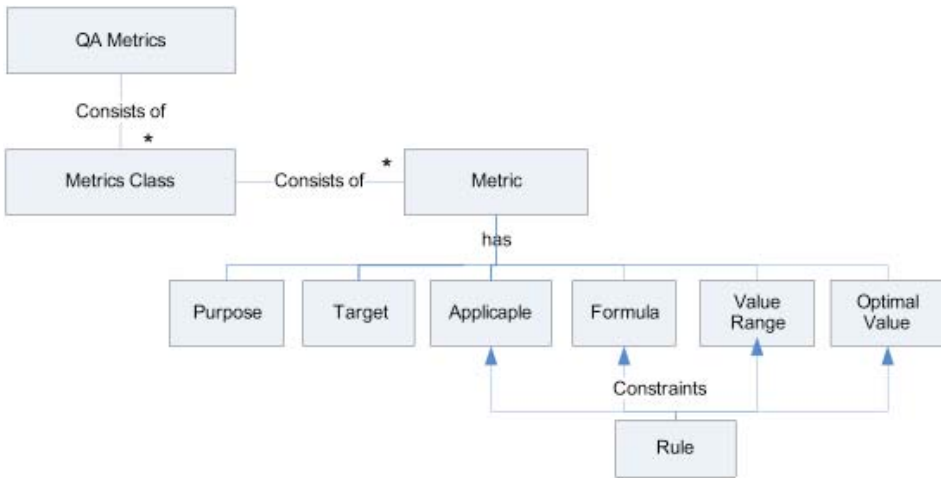 QA Metrics
Consists of
*
Metrics Class
Consists of
*
Metric
has
Purpose
Target
Applicaple
Formula
Value
Range
Optimal
Value
Constraints
Rule